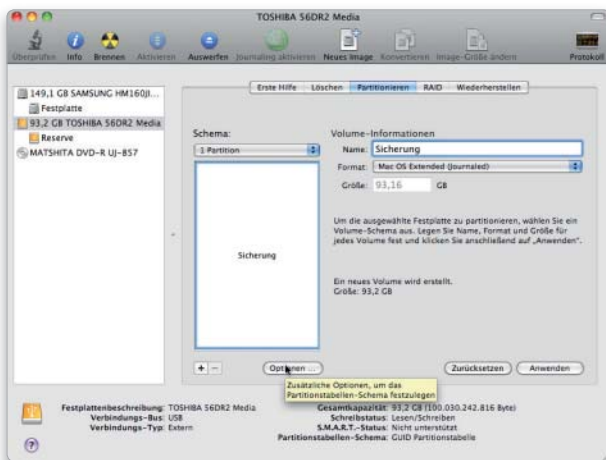 TOSHIBA 56DR2 Media
Überprüfen Info Brennen Aktivieren Auswerfen Journaling aktivieren Neues Image Konvertieren Image-Größe ändern Protokoll
Erste Hilfe Löschen Partitionieren RAID Wiederherstellen
149,1 GB SAMSUNG HM160JI...
Festplatte
93,2 GB TOSHIBA 56DR2 Media
Reserve
MATSHITA DVD-R UJ-857
Schema:
1 Partition
Sicherung
Volume-Informationen
Name: Sicherung
Format: Mac OS Extended (Journaled)
Größe: 93,16 GB
Um die ausgewählte Festplatte zu partitionieren, wählen Sie ein
Volume-Schema aus. Legen Sie Name, Format und Größe für
jedes Volume fest und klicken Sie anschließend auf „Anwenden“.
Ein neues Volume wird erstellt.
Größe: 93,2 GB
+ − Optionen ... Zurücksetzen Anwenden
Zusätzliche Optionen, um das
Partitionstabellen-Schema festzulegen
Festplattenbeschreibung: TOSHIBA 56DR2 Media
Verbindungs-Bus: USB
Verbindungs-Typ: Extern
Gesamtkapazität: 93,2 GB (100.030.242.816 Byte)
Schreibstatus: Lesen/Schreiben
S.M.A.R.T.-Status: Nicht unterstützt
Partitionstabellen-Schema: GUID Partitionstabelle
?